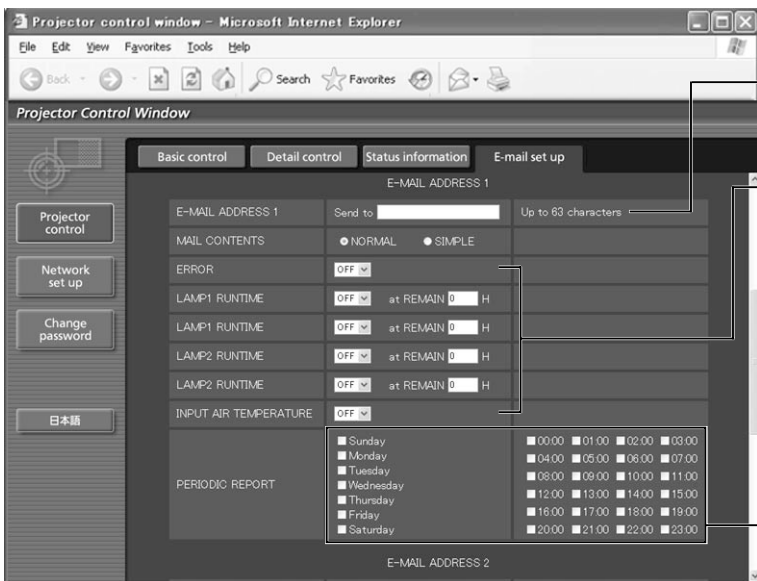 Projector control window - Microsoft Internet Explorer
File Edit View Favorites Tools Help
Back Search Favorites
Projector Control Window
Basic control Detail control Status information E-mail set up
E-MAIL ADDRESS 1
Projector control
Network set up
Change password
日本語
E-MAIL ADDRESS 1 Send to Up to 63 characters
MAIL CONTENTS NORMAL SIMPLE
ERROR OFF
LAMP1 RUNTIME OFF at REMAIN 0 H
LAMP1 RUNTIME OFF at REMAIN 0 H
LAMP2 RUNTIME OFF at REMAIN 0 H
LAMP2 RUNTIME OFF at REMAIN 0 H
INPUT AIR TEMPERATURE OFF
PERIODIC REPORT
Sunday
Monday
Tuesday
Wednesday
Thursday
Friday
Saturday
00:00 01:00 02:00 03:00
04:00 05:00 06:00 07:00
08:00 09:00 10:00 11:00
12:00 13:00 14:00 15:00
16:00 17:00 18:00 19:00
20:00 21:00 22:00 23:00
E-MAIL ADDRESS 2